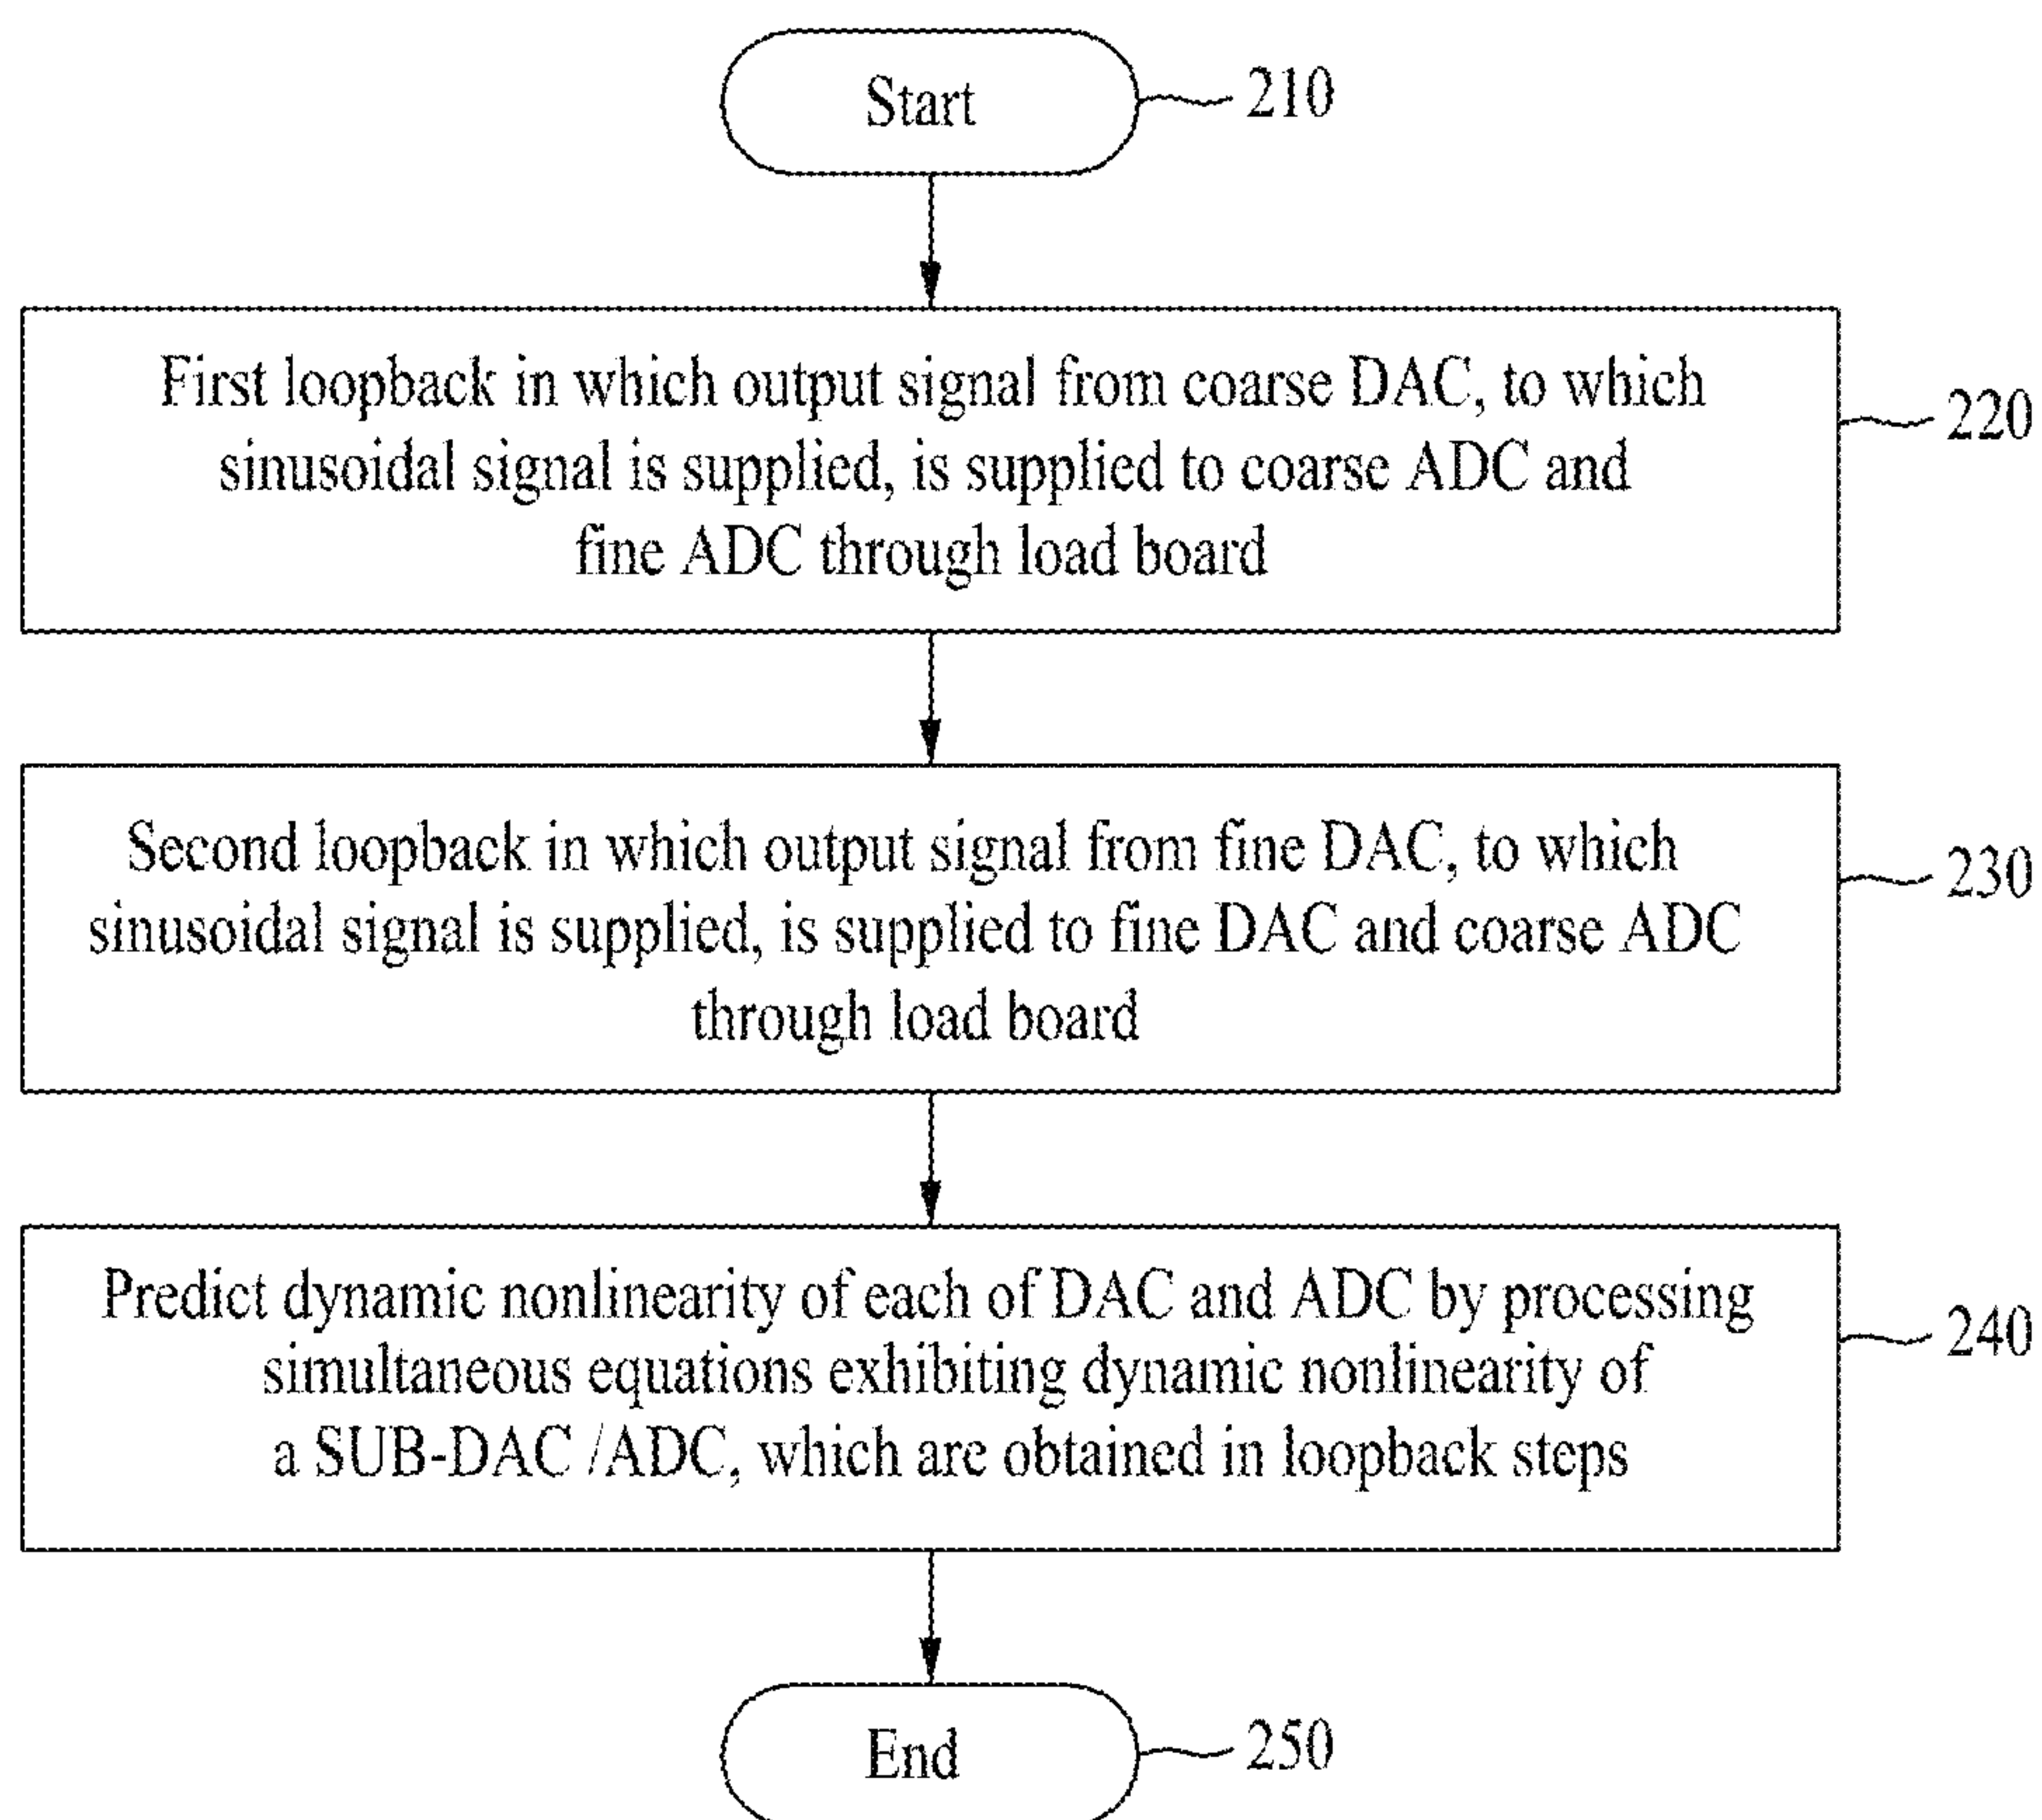 Start
210
First loopback in which output signal from coarse DAC, to which
sinusoidal signal is supplied, is supplied to coarse ADC and
fine ADC through load board
220
Second loopback in which output signal from fine DAC, to which
sinusoidal signal is supplied, is supplied to fine DAC and coarse ADC
through load board
230
Predict dynamic nonlinearity of each of DAC and ADC by processing
simultaneous equations exhibiting dynamic nonlinearity of
a SUB-DAC /ADC, which are obtained in loopback steps
240
End
250